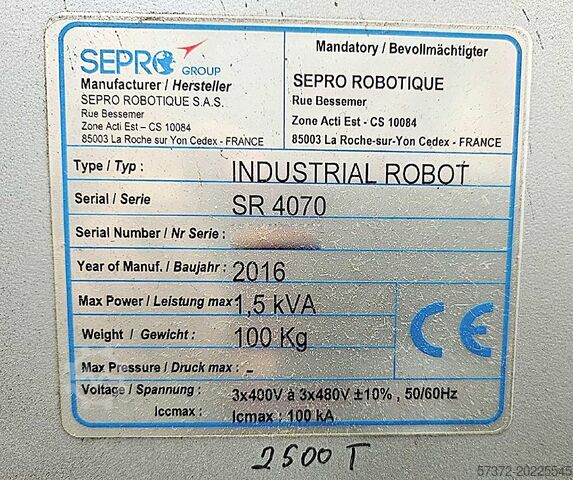 SEPRO GROUP
Manufacturer / Hersteller
SEPRO ROBOTIQUE S.A.S.
Rue Bessemer
Zone Acti Est – CS 10084
85003 La Roche sur Yon Cedex - FRANCE
Mandatory / Bevollmächtigter
SEPRO ROBOTIQUE
Rue Bessemer
Zone Acti Est - CS 10084
85003 La Roche-sur-Yon Cedex - FRANCE
Type / Typ : INDUSTRIAL ROBOT
Serial / Serie SR 4070
Serial Number / Nr Serie :
Year of Manuf. / Baujahr : 2016
Max Power / Leistung max 1,5 kVA
Weight / Gewicht : 100 Kg
Max Pressure / Druck max : -
CE
Voltage / Spannung : 3x400V à 3x480V ±10% , 50/60Hz
Iccmax : Icmax : 100 kA
2500 T
57372-20225545